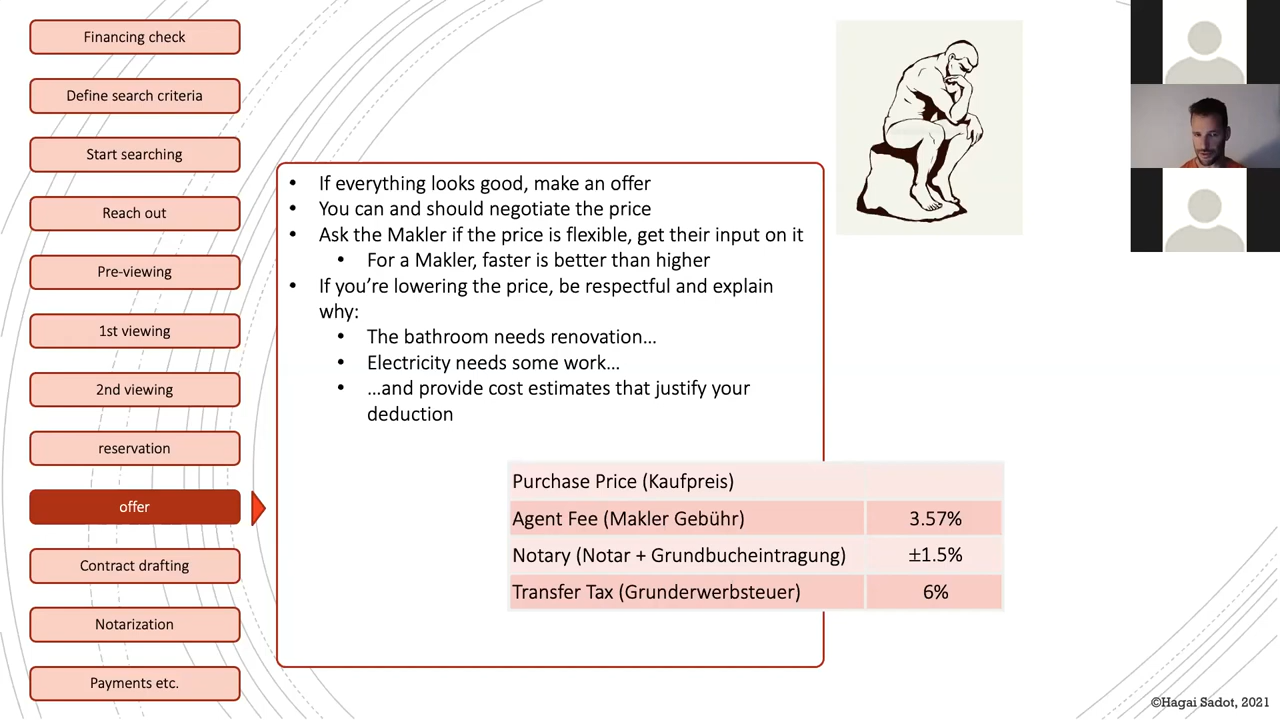 Financing check
Define search criteria
Start searching
Reach out
Pre-viewing
1st viewing
2nd viewing
reservation
offer
Contract drafting
Notarization
Payments etc.
• If everything looks good, make an offer
• You can and should negotiate the price
• Ask the Makler if the price is flexible, get their input on it
• For a Makler, faster is better than higher
• If you’re lowering the price, be respectful and explain
why:
• The bathroom needs renovation…
• Electricity needs some work…
• …and provide cost estimates that justify your
deduction
Purchase Price (Kaufpreis)
Agent Fee (Makler Gebühr) 3.57%
Notary (Notar + Grundbucheintragung) ±1.5%
Transfer Tax (Grunderwerbsteuer) 6%
©Hagai Sadot, 2021